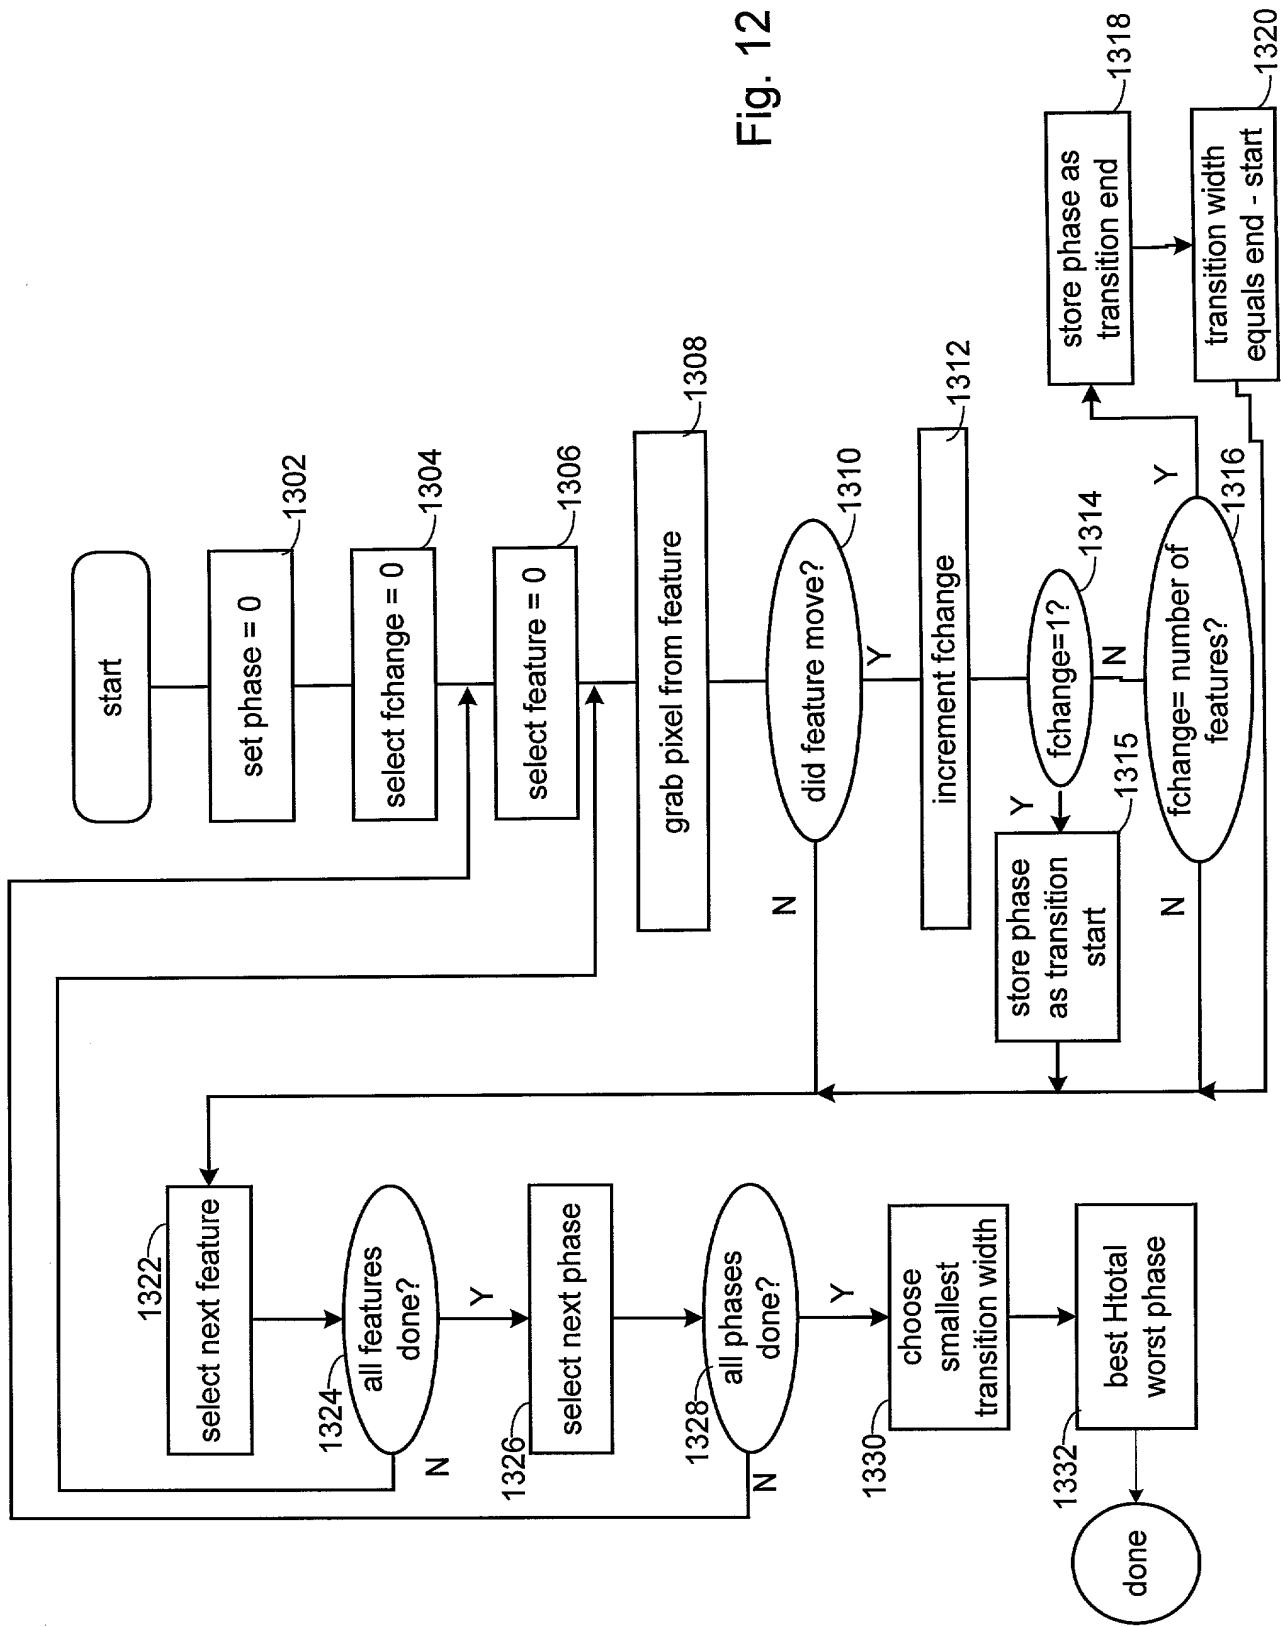 start
set phase = 0
1302
select fchange = 0
1304
select feature = 0
1306
grab pixel from feature
1308
did feature move?
1310
N
Y
increment fchange
1312
fchange=1?
1314
Y
N
store phase
as transition
start
1315
fchange= number of
features?
1316
N
Y
store phase as
transition end
1318
transition width
equals end - start
1320
1322
select next feature
1324
all features
done?
N
Y
1326
select next phase
1328
all phases
done?
N
Y
1330
choose
smallest
transition width
1332
best Htotal
worst phase
done
Fig. 12